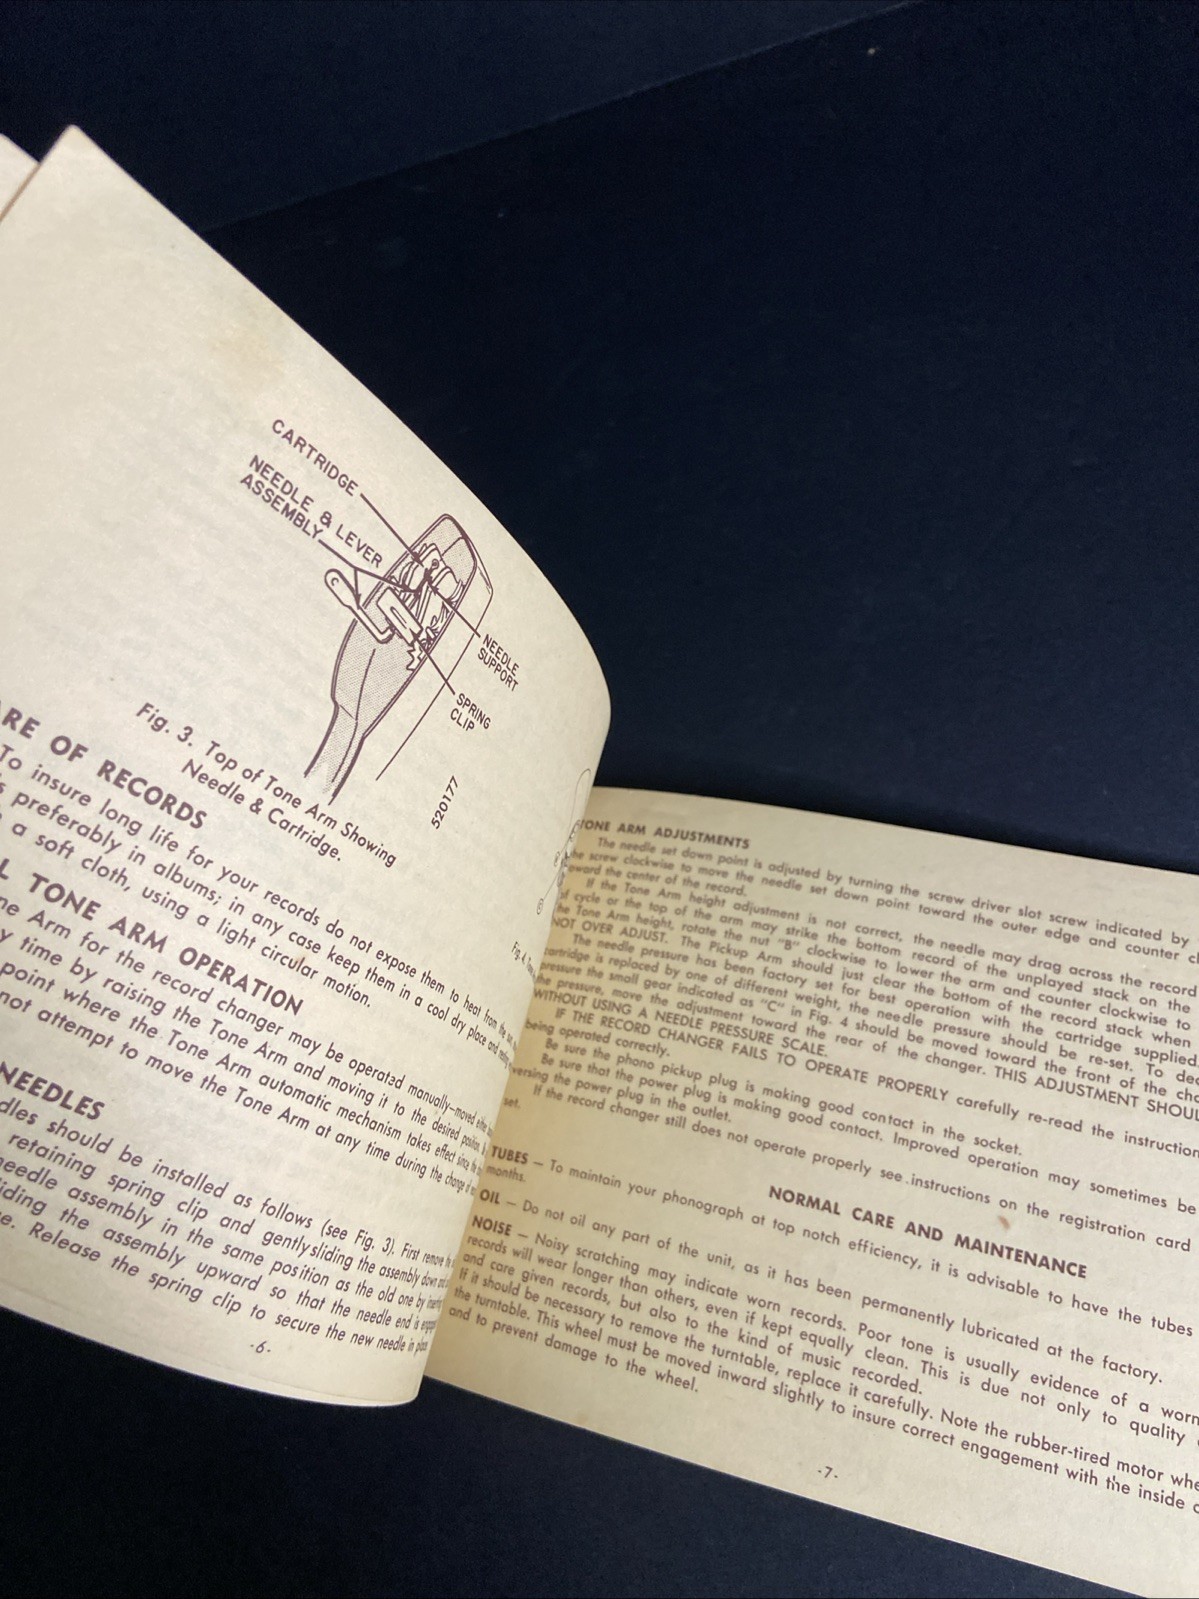 CARTRIDGE
NEEDLE & LEVER
ASSEMBLY
NEEDLE
SUPPORT
SPRING
CLIP
520177
Fig. 3. Top of Tone Arm Showing
Needle & Cartridge.
RE OF RECORDS
To insure long life for your records do not expose them to heat from the
preferably in albums; in any case keep them in a cool dry place and
a soft cloth, using a light circular motion.
L TONE ARM OPERATION
ne Arm for the record changer may be operated manually—moved
y time by raising the Tone Arm and moving it to the desired position
point where the Tone Arm automatic mechanism takes effect since
not attempt to move the Tone Arm at any time during the change
NEEDLES
dles should be installed as follows (see Fig. 3). First remove
retaining spring clip and gently sliding the assembly down
needle assembly in the same position as the old one by
iding the assembly upward so that the needle end is
e. Release the spring clip to secure the new needle in
-6-
Fig. 4.
TONE ARM ADJUSTMENTS
The needle set down point is adjusted by turning the screw driver slot screw indicated by
the screw clockwise to move the needle set down point toward the outer edge and counter
toward the center of the record.
If the Tone Arm height adjustment is not correct, the needle may drag across the record
of cycle or the top of the arm may strike the bottom record of the unplayed stack on the
the Tone Arm height, rotate the nut "B" clockwise to lower the arm and counter clockwise to
NOT OVER ADJUST. The Pickup Arm should just clear the bottom of the record stack when
The needle pressure has been factory set for best operation with the cartridge supplied.
cartridge is replaced by one of different weight, the needle pressure should be re-set. To
pressure the small gear indicated as "C" in Fig. 4 should be moved toward the front of the
the pressure, move the adjustment toward the rear of the changer. THIS ADJUSTMENT
WITHOUT USING A NEEDLE PRESSURE SCALE.
IF THE RECORD CHANGER FAILS TO OPERATE PROPERLY carefully re-read the instruction
being operated correctly.
Be sure the phono pickup plug is making good contact in the socket.
Be sure that the power plug is making good contact. Improved operation may sometimes be
versing the power plug in the outlet.
If the record changer still does not operate properly see instructions on the registration card
set.
NORMAL CARE AND MAINTENANCE
TUBES — To maintain your phonograph at top notch efficiency, it is advisable to have the tubes
months.
OIL — Do not oil any part of the unit, as it has been permanently lubricated at the factory.
NOISE — Noisy scratching may indicate worn records. Poor tone is usually evidence of a worn
records will wear longer than others, even if kept equally clean. This is due not only to quality
and care given records, but also to the kind of music recorded.
If it should be necessary to remove the turntable, replace it carefully. Note the rubber-tired motor
the turntable. This wheel must be moved inward slightly to insure correct engagement with the inside
and to prevent damage to the wheel.
-7-